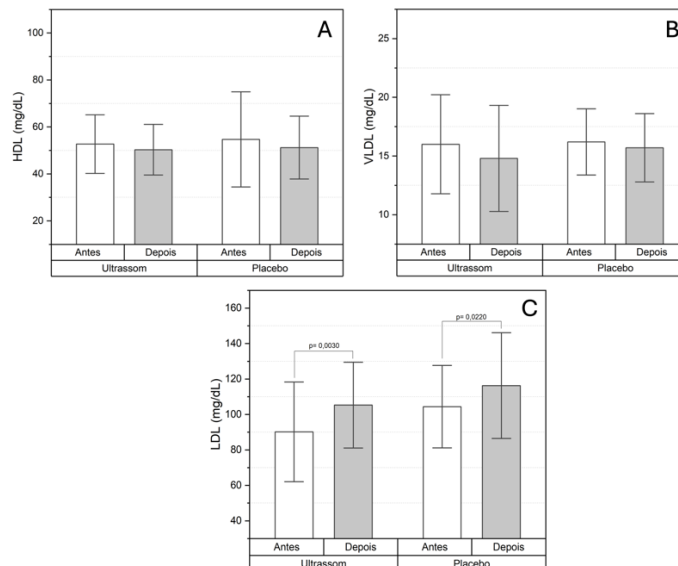 A
HDL (mg/dL)
100
80
60
40
20
Antes Depois Antes Depois
Ultrassom Placebo
B
VLDL (mg/dL)
25
20
15
10
Antes Depois Antes Depois
Ultrassom Placebo
C
LDL (mg/dL)
160
140
120
100
80
60
40
p= 0,0030
p= 0,0220
Antes Depois Antes Depois
Ultrassom Placebo